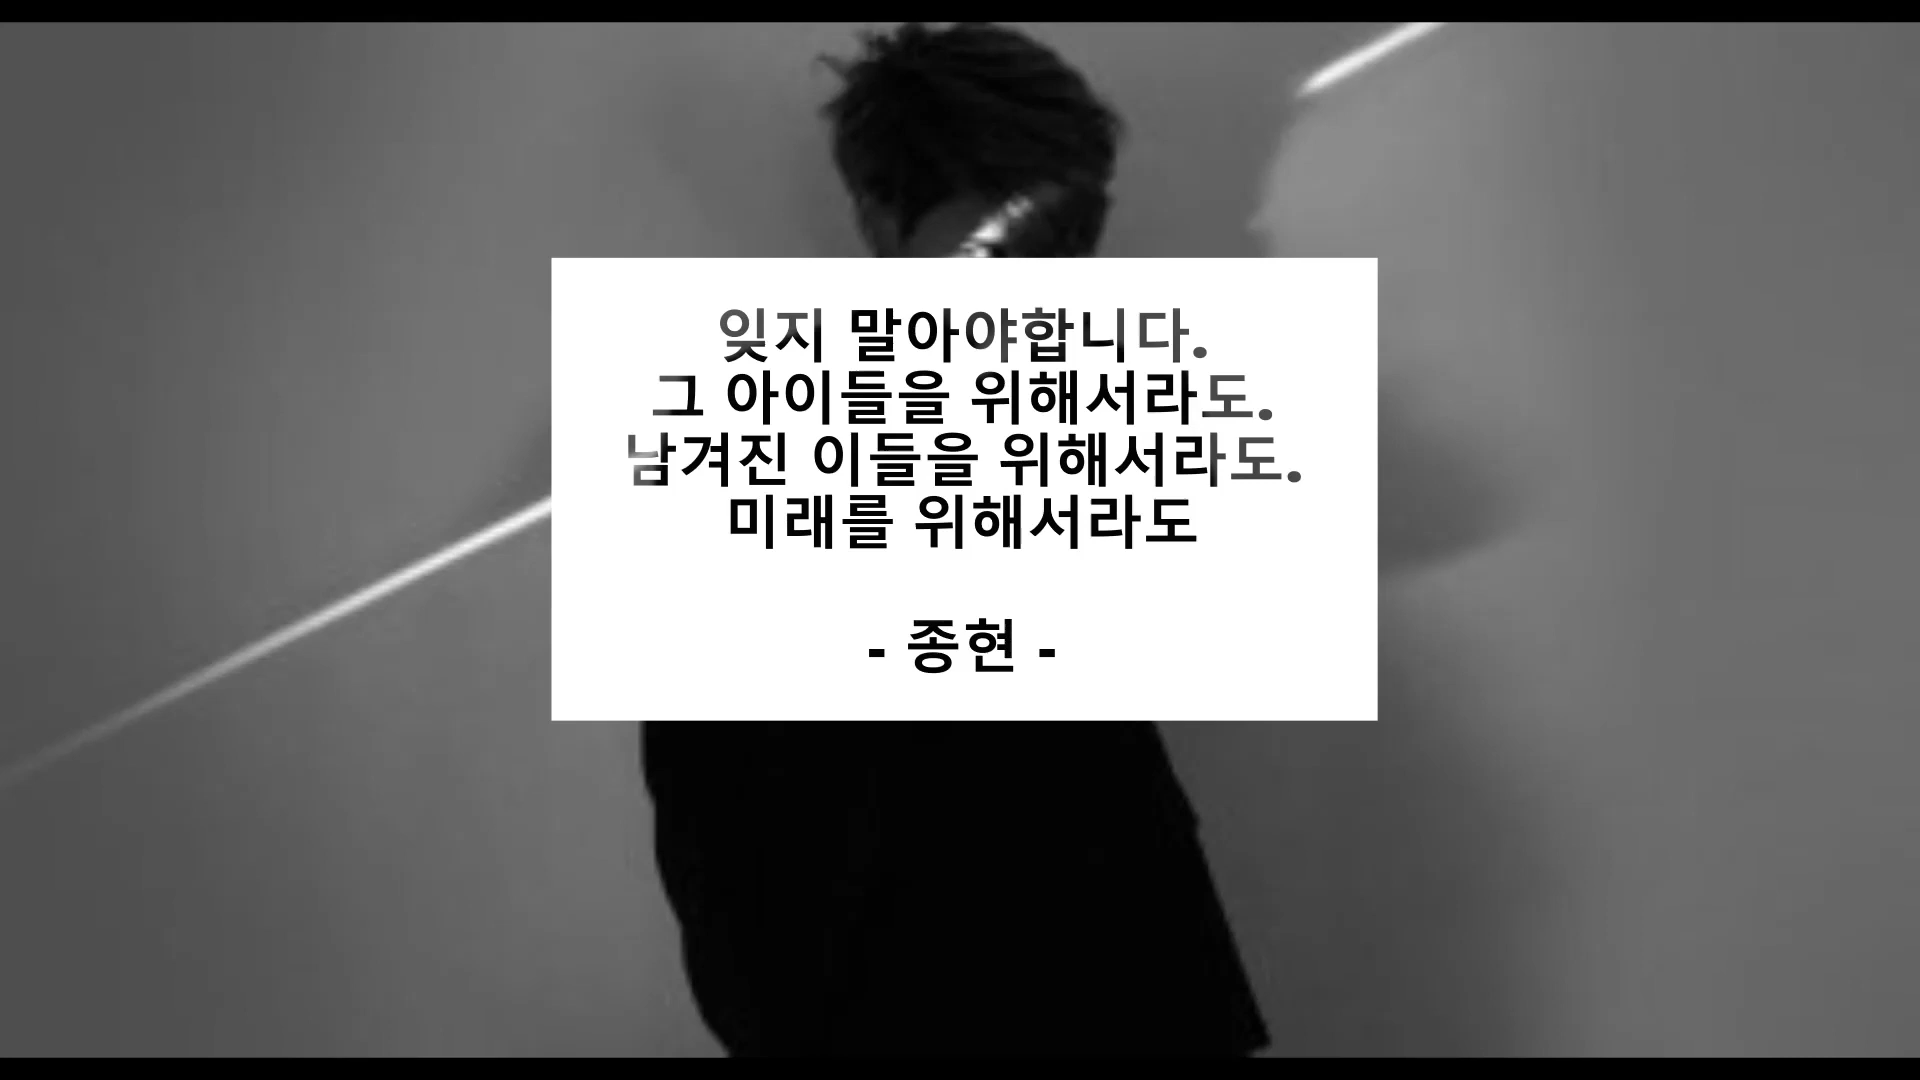 잊지 말아야합니다.
그 아이들을 위해서라도.
남겨진 이들을 위해서라도.
미래를 위해서라도
- 종현 -